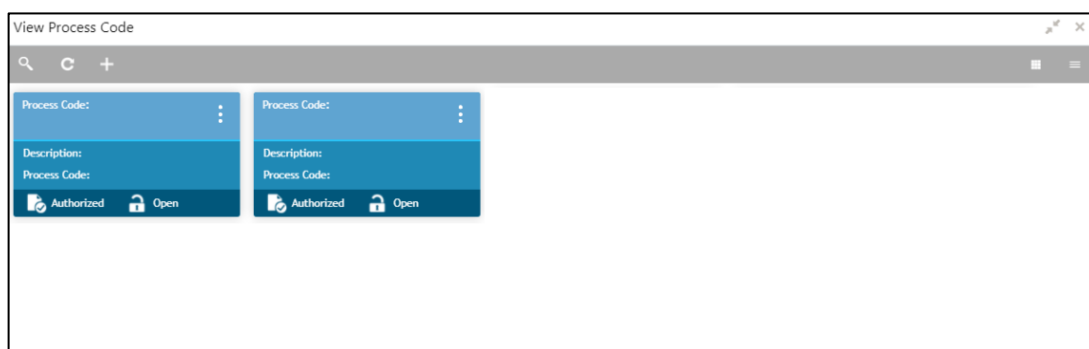 View Process Code
Process Code:
Description:
Process Code:
Authorized Open
Process Code:
Description:
Process Code:
Authorized Open